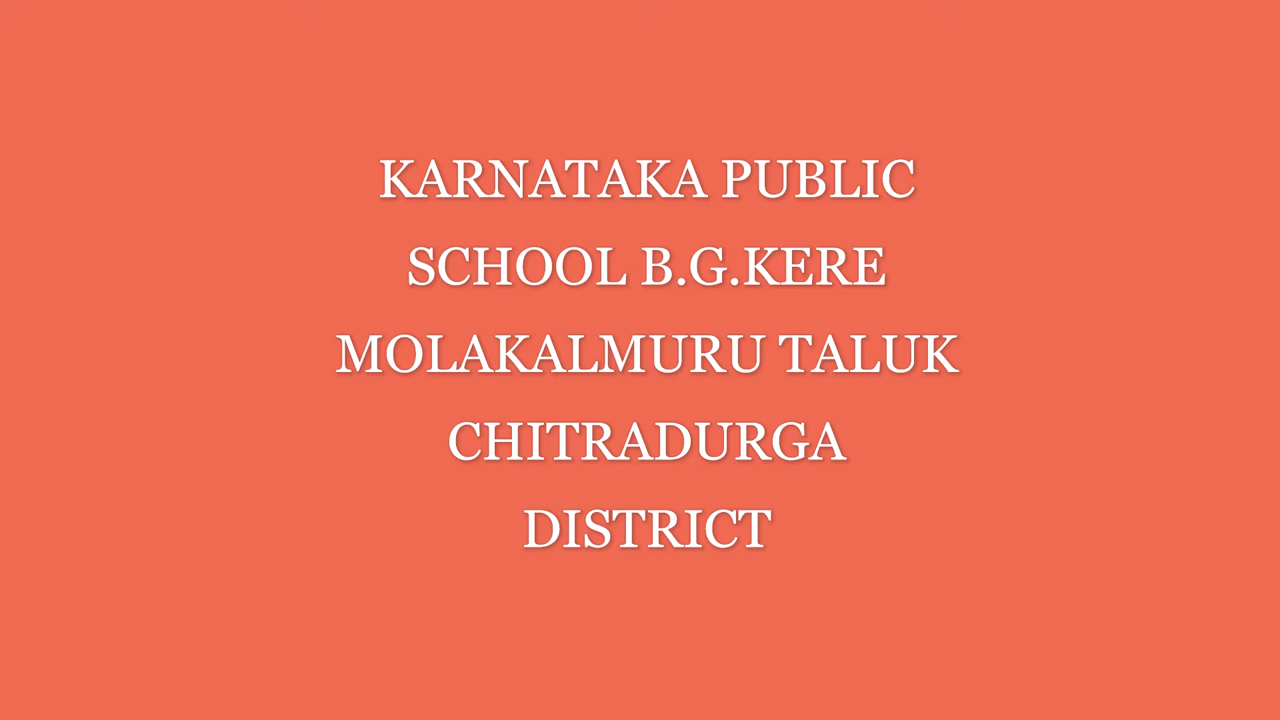 KARNATAKA PUBLIC
SCHOOL B.G.KERE
MOLAKALMURU TALUK
CHITRADURGA
DISTRICT